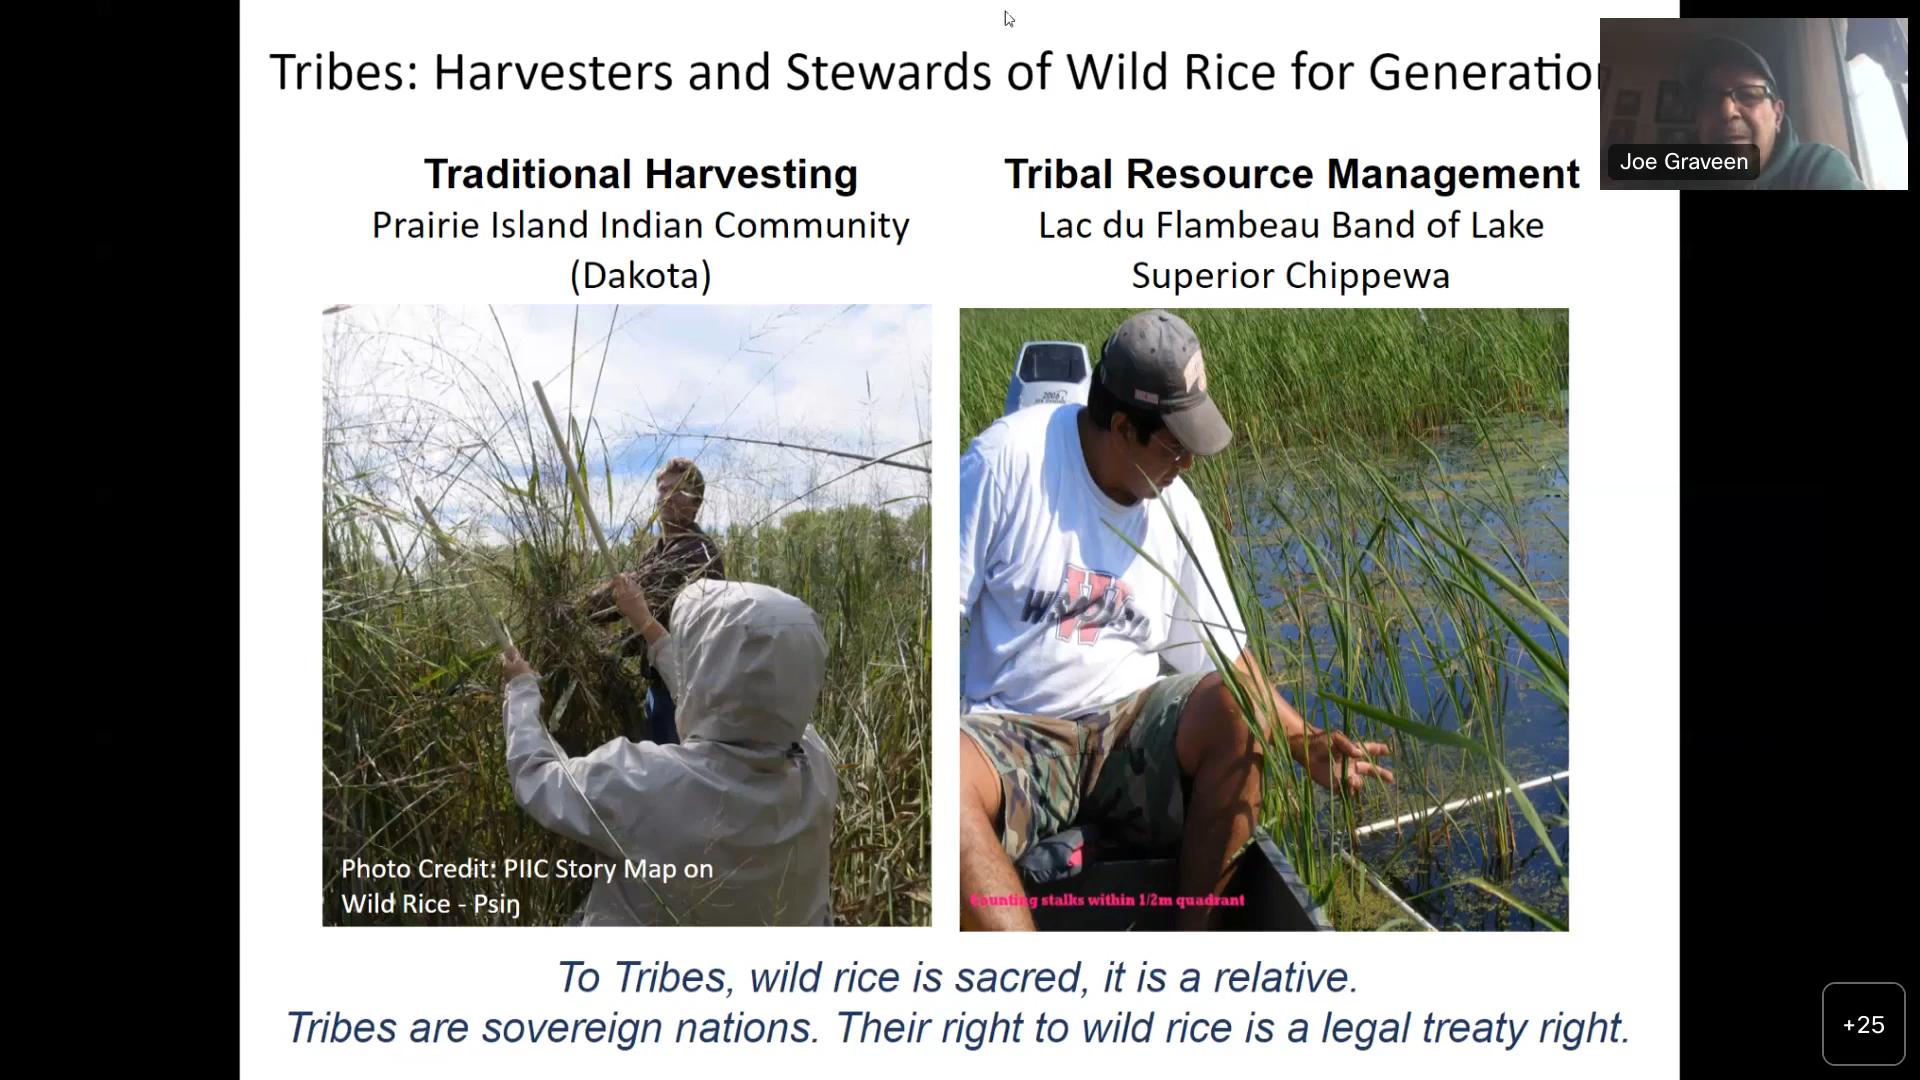 Tribes: Harvesters and Stewards of Wild Rice for Generation
Joe Graveen
Traditional Harvesting
Prairie Island Indian Community
(Dakota)
Tribal Resource Management
Lac du Flambeau Band of Lake
Superior Chippewa
2006
Photo Credit: PIIC Story Map on
Wild Rice - Psiŋ
W
Counting stalks within 1/2m quadrant
To Tribes, wild rice is sacred, it is a relative.
Tribes are sovereign nations. Their right to wild rice is a legal treaty right.
+25